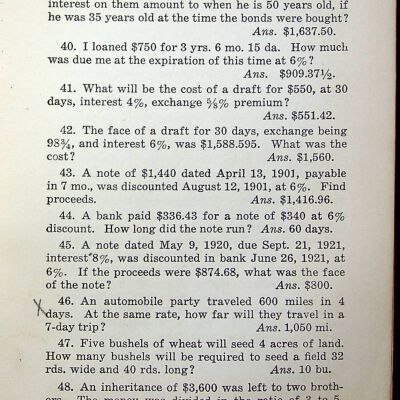 interest on them amount to when he is 50 years old, if
he was 35 years old at the time the bonds were bought?
Ans. $1,637.50.
40. I loaned $750 for 3 yrs. 6 mo. 15 da. How much
was due me at the expiration of this time at 6%?
Ans. $909.37½.
41. What will be the cost of a draft for $550, at 30
days, interest 4%, exchange ⅝% premium?
Ans. $551.42.
42. The face of a draft for 30 days, exchange being
98¾, and interest 6%, was $1,588.595. What was the
cost? Ans. $1,560.
43. A note of $1,440 dated April 13, 1901, payable
in 7 mo., was discounted August 12, 1901, at 6%. Find
proceeds. Ans. $1,416.96.
44. A bank paid $336.43 for a note of $340 at 6%
discount. How long did the note run? Ans. 60 days.
45. A note dated May 9, 1920, due Sept. 21, 1921,
interest 8%, was discounted in bank June 26, 1921, at
6%. If the proceeds were $874.68, what was the face
of the note? Ans. $800.
X 46. An automobile party traveled 600 miles in 4
days. At the same rate, how far will they travel in a
7-day trip? Ans. 1,050 mi.
47. Five bushels of wheat will seed 4 acres of land.
How many bushels will be required to seed a field 32
rds. wide and 40 rds. long? Ans. 10 bu.
48. An inheritance of $3,600 was left to two broth-
ers. The money was divided in the ratio of 3 to 5.